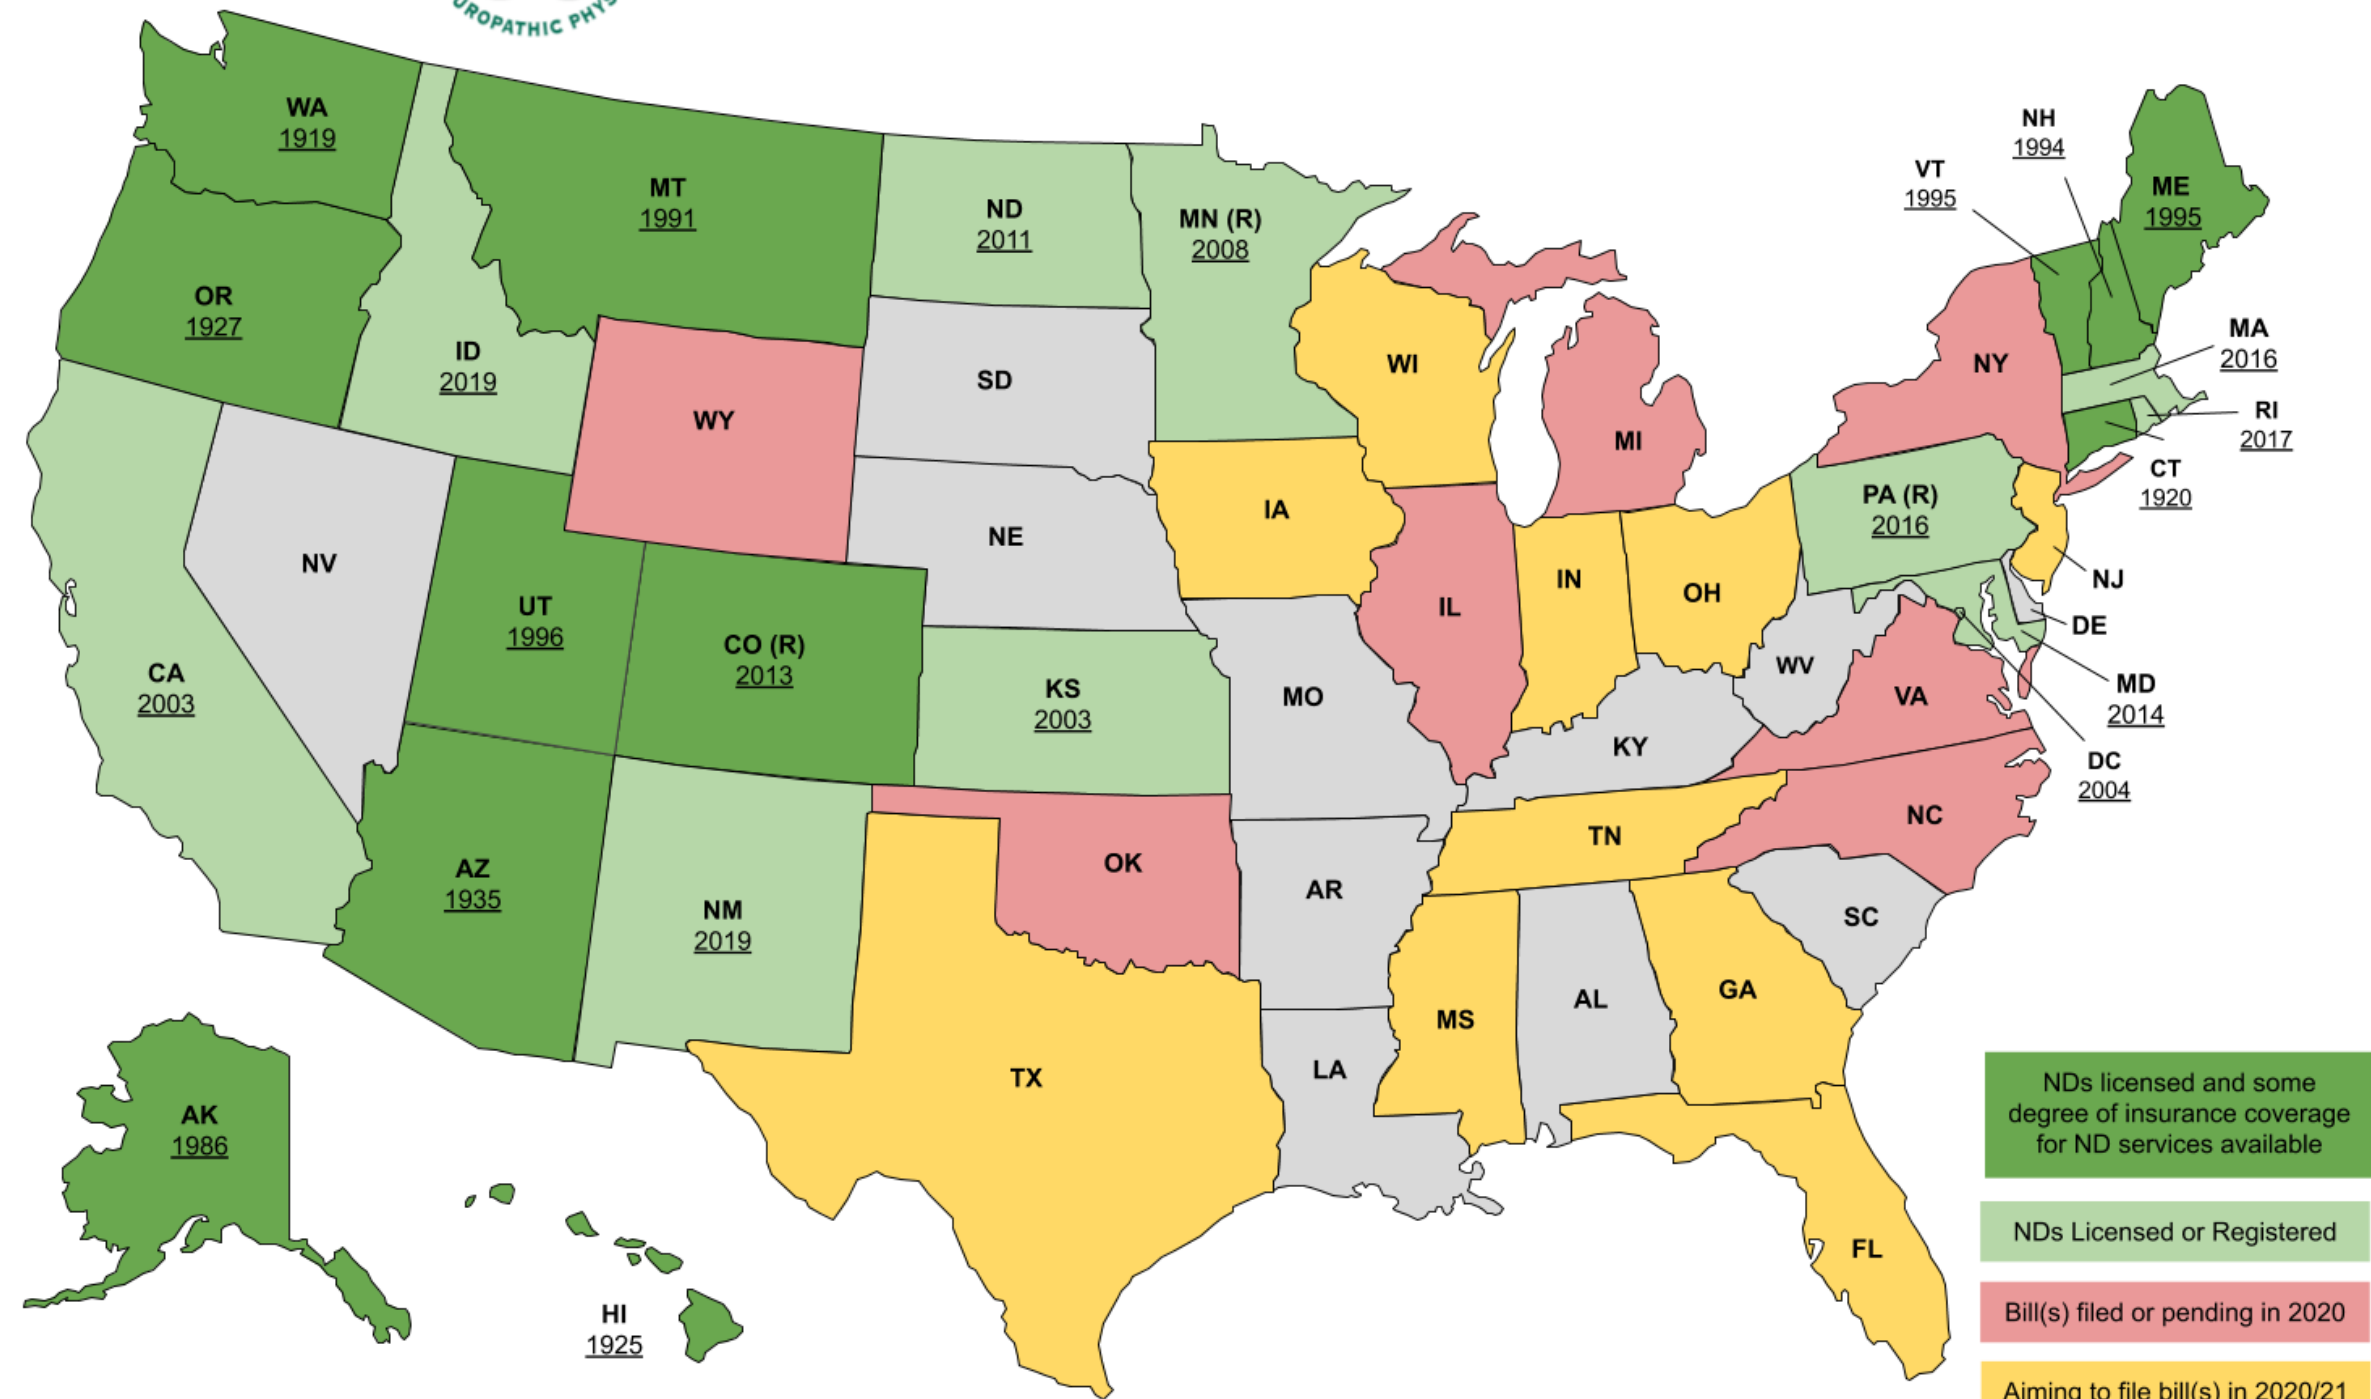 UROPATHIC PHYS
WA
1919
OR
1927
CA
2003
NV
ID
2019
MT
1991
WY
UT
1996
CO (R)
2013
AZ
1935
NM
2019
ND
2011
SD
NE
KS
2003
OK
TX
MN (R)
2008
IA
MO
AR
LA
WI
IL
MI
IN
OH
KY
TN
MS
AL
GA
FL
SC
NC
VA
WV
PA (R)
2016
NY
VT
1995
NH
1994
ME
1995
MA
2016
RI
2017
CT
1920
NJ
DE
MD
2014
DC
2004
AK
1986
HI
1925
NDs licensed and some
degree of insurance coverage
for ND services available
NDs Licensed or Registered
Bill(s) filed or pending in 2020
Aiming to file bill(s) in 2020/21